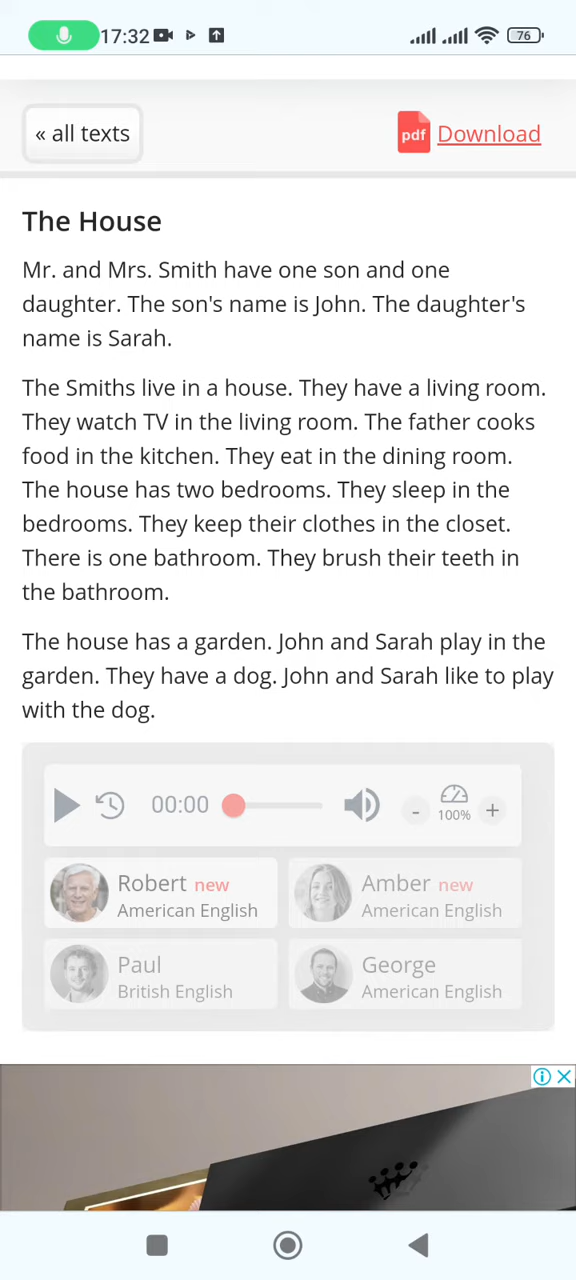 17:32
76
« all texts
pdf Download
The House
Mr. and Mrs. Smith have one son and one
daughter. The son's name is John. The daughter's
name is Sarah.
The Smiths live in a house. They have a living room.
They watch TV in the living room. The father cooks
food in the kitchen. They eat in the dining room.
The house has two bedrooms. They sleep in the
bedrooms. They keep their clothes in the closet.
There is one bathroom. They brush their teeth in
the bathroom.
The house has a garden. John and Sarah play in the
garden. They have a dog. John and Sarah like to play
with the dog.
00:00
- 100% +
Robert new
American English
Amber new
American English
Paul
British English
George
American English